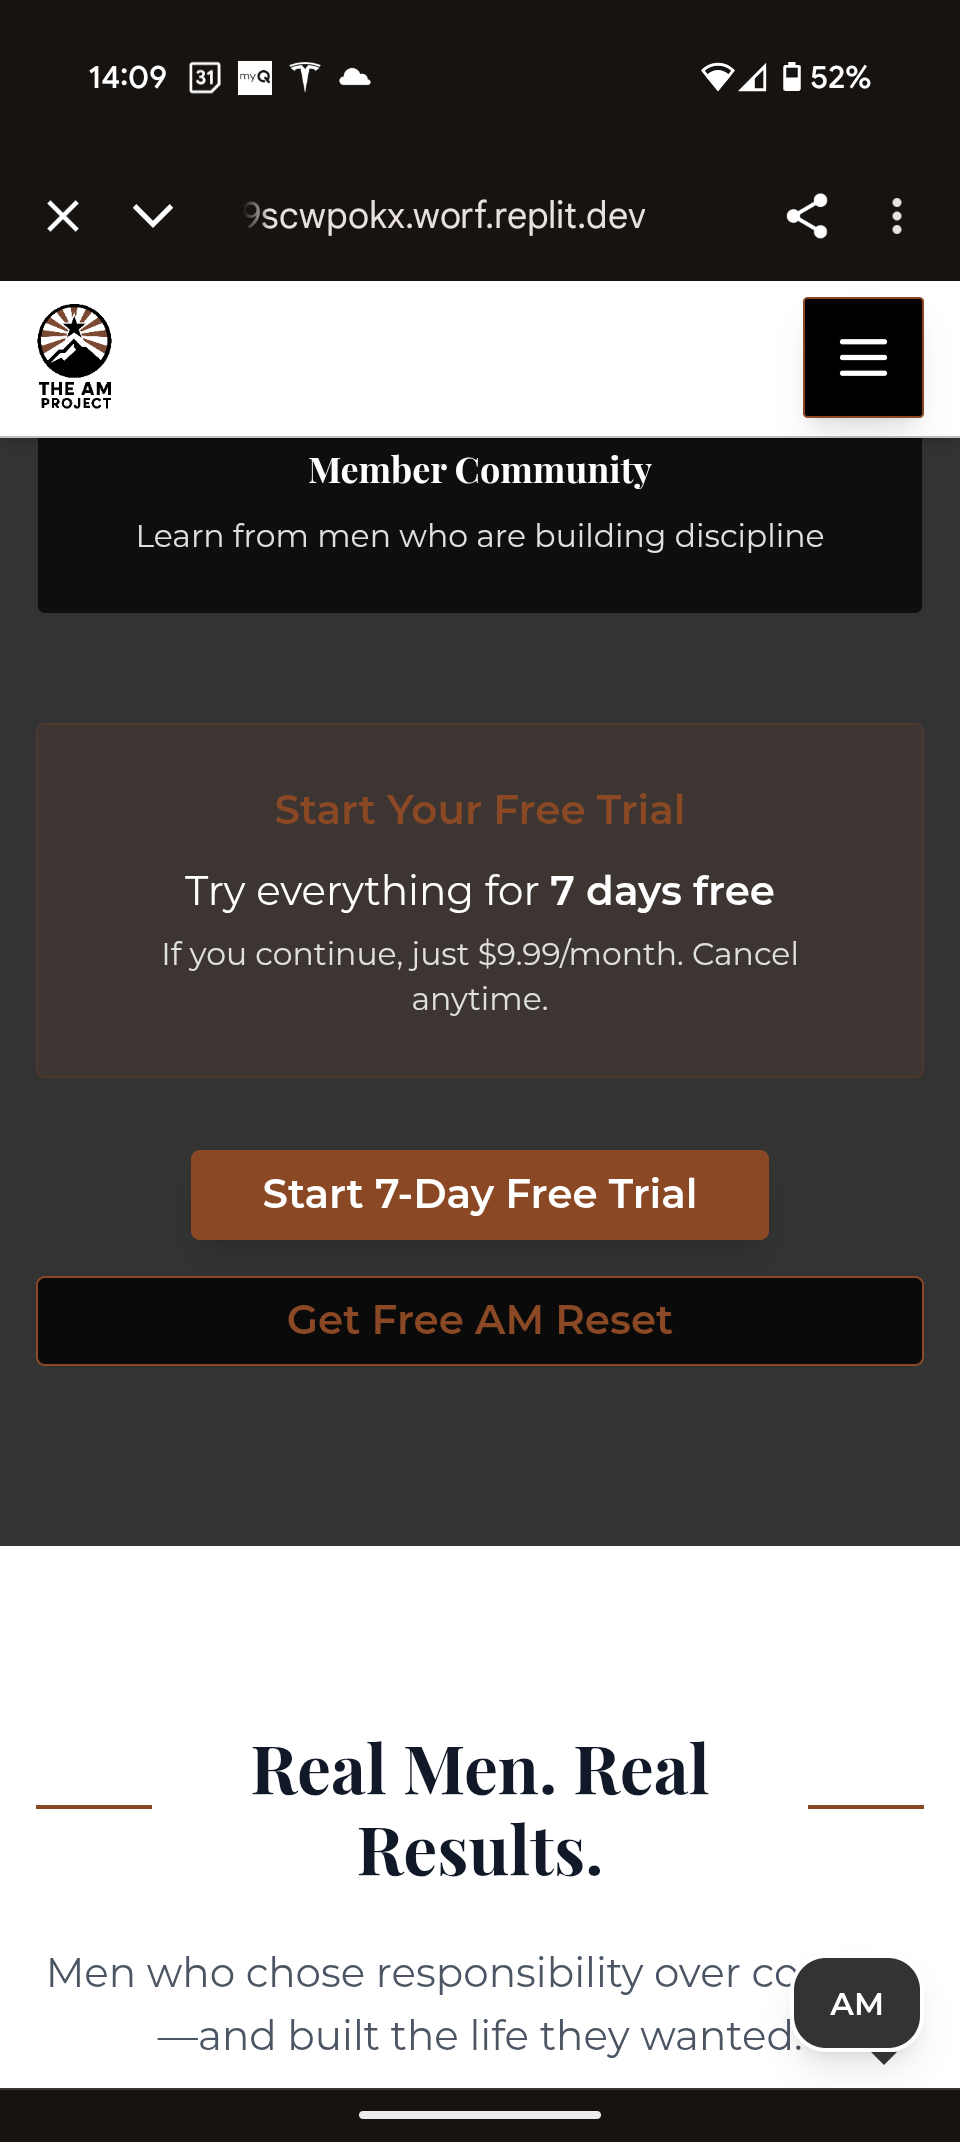 14:09
31
myQ
52%
9scwpokx.worf.replit.dev
THE AM
PROJECT
Member Community
Learn from men who are building discipline
Start Your Free Trial
Try everything for 7 days free
If you continue, just $9.99/month. Cancel
anytime.
Start 7-Day Free Trial
Get Free AM Reset
Real Men. Real
Results.
Men who chose responsibility over
—and built the life they wanted.
AM